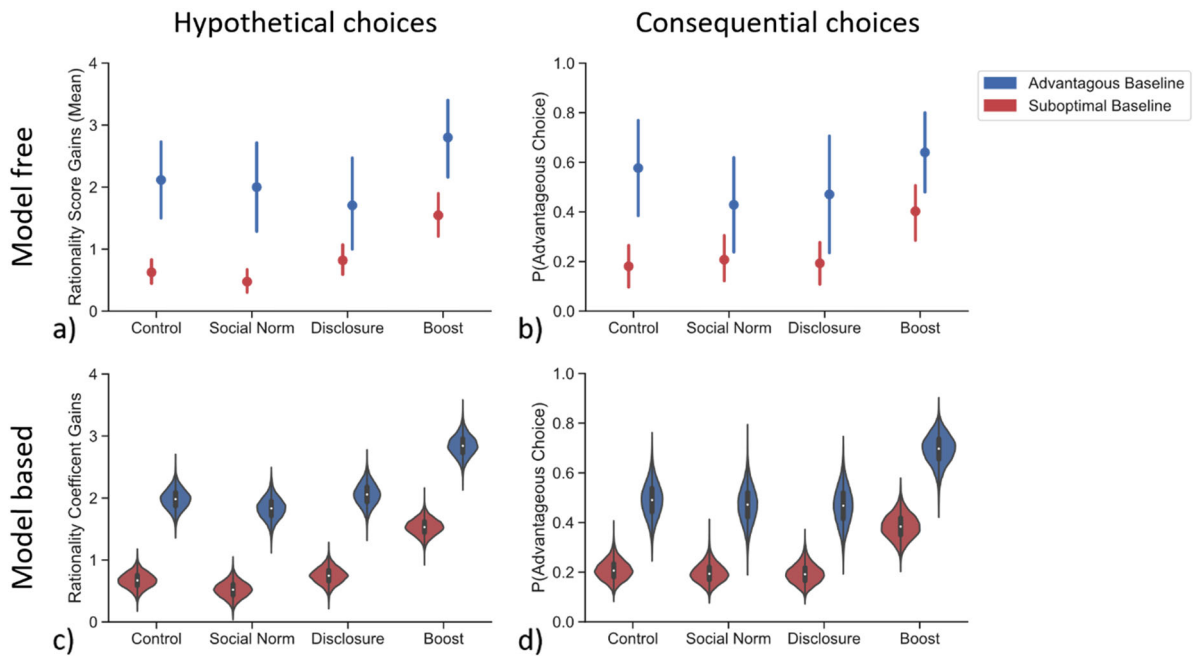 Hypothetical choices
Consequential choices
Model free
Rationality Score Gains (Mean)
4
3
2
1
0
Control
Social Norm
Disclosure
Boost
a)
P(Advantageous Choice)
1.0
0.8
0.6
0.4
0.2
0.0
Control
Social Norm
Disclosure
Boost
b)
Advantagous Baseline
Suboptimal Baseline
Model based
Rationality Coefficent Gains
4
3
2
1
0
Control
Social Norm
Disclosure
Boost
c)
P(Advantageous Choice)
1.0
0.8
0.6
0.4
0.2
0.0
Control
Social Norm
Disclosure
Boost
d)